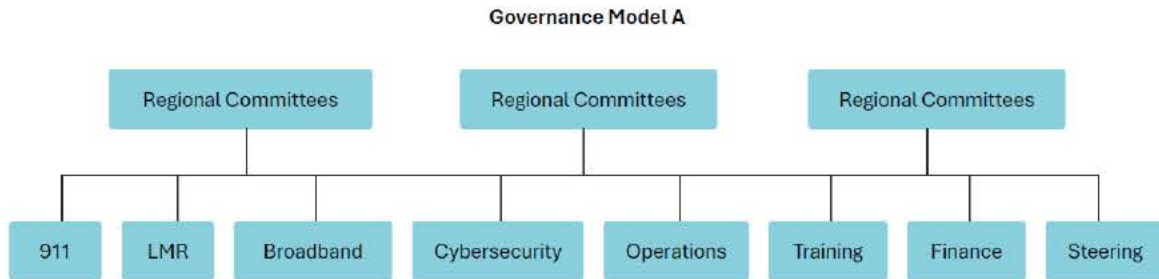 Governance Model A
Regional Committees
Regional Committees
Regional Committees
911
LMR
Broadband
Cybersecurity
Operations
Training
Finance
Steering